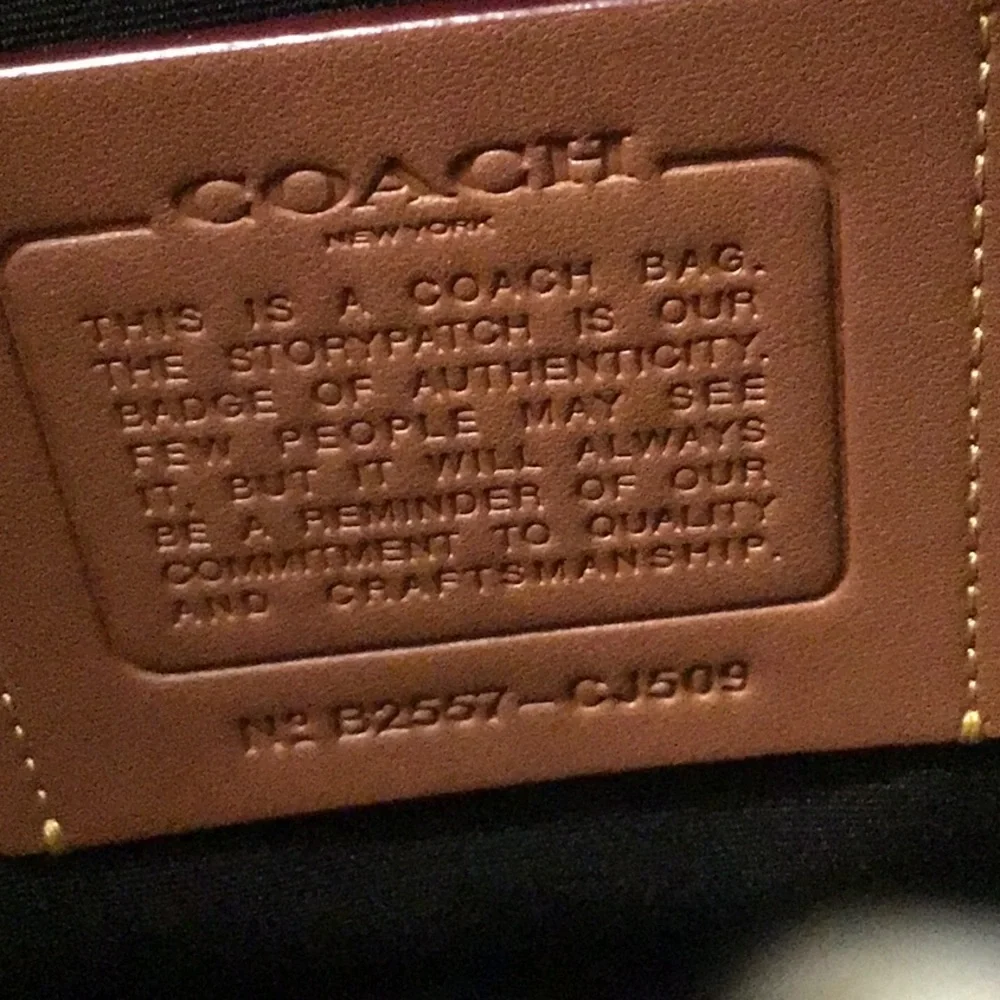 COACH
NEW YORK
THIS IS A COACH BAG.
THE STORYPATCH IS OUR
BADGE OF AUTHENTICITY.
FEW PEOPLE MAY SEE
IT, BUT IT WILL ALWAYS
BE A REMINDER OF OUR
COMMITMENT TO QUALITY
AND CRAFTSMANSHIP.
Nº B2557-CJ509